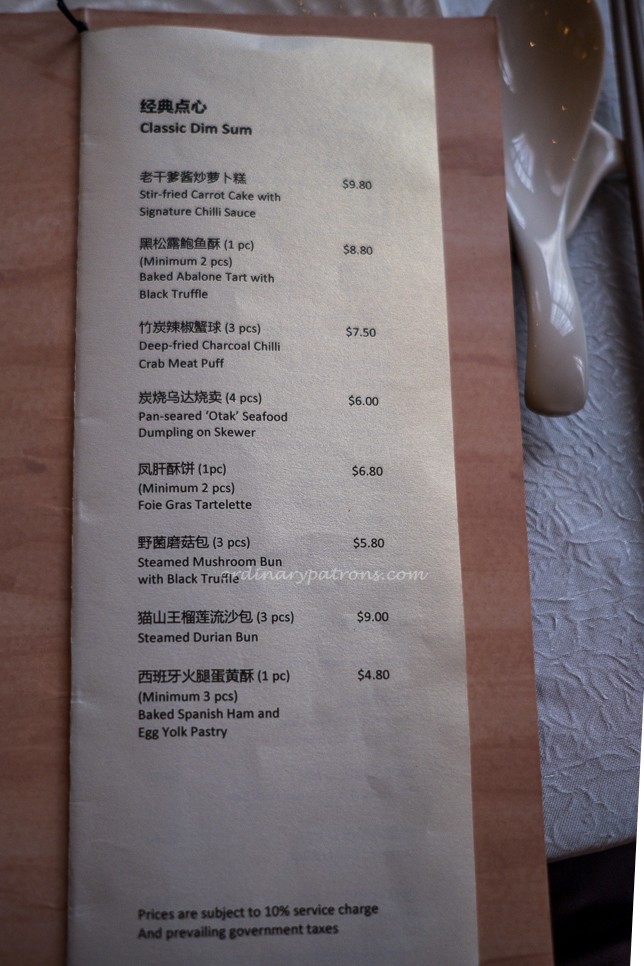 经典点心
Classic Dim Sum
老干爹酱炒萝卜糕
$9.80
Stir-fried Carrot Cake with
Signature Chilli Sauce
黑松露鲍鱼酥 (1 pc)
$8.80
(Minimum 2 pcs)
Baked Abalone Tart with
Black Truffle
竹炭辣椒蟹球 (3 pcs)
$7.50
Deep-fried Charcoal Chilli
Crab Meat Puff
炭烧乌达烧卖 (4 pcs)
$6.00
Pan-seared ‘Otak’ Seafood
Dumpling on Skewer
凤肝酥饼 (1pc)
$6.80
(Minimum 2 pcs)
Foie Gras Tartelette
野菌磨菇包 (3 pcs)
$5.80
Steamed Mushroom Bun
with Black Truffle
ordinarypatrons.com
猫山王榴莲流沙包 (3 pcs)
$9.00
Steamed Durian Bun
西班牙火腿蛋黄酥 (1 pc)
$4.80
(Minimum 3 pcs)
Baked Spanish Ham and
Egg Yolk Pastry
Prices are subject to 10% service charge
And prevailing government taxes